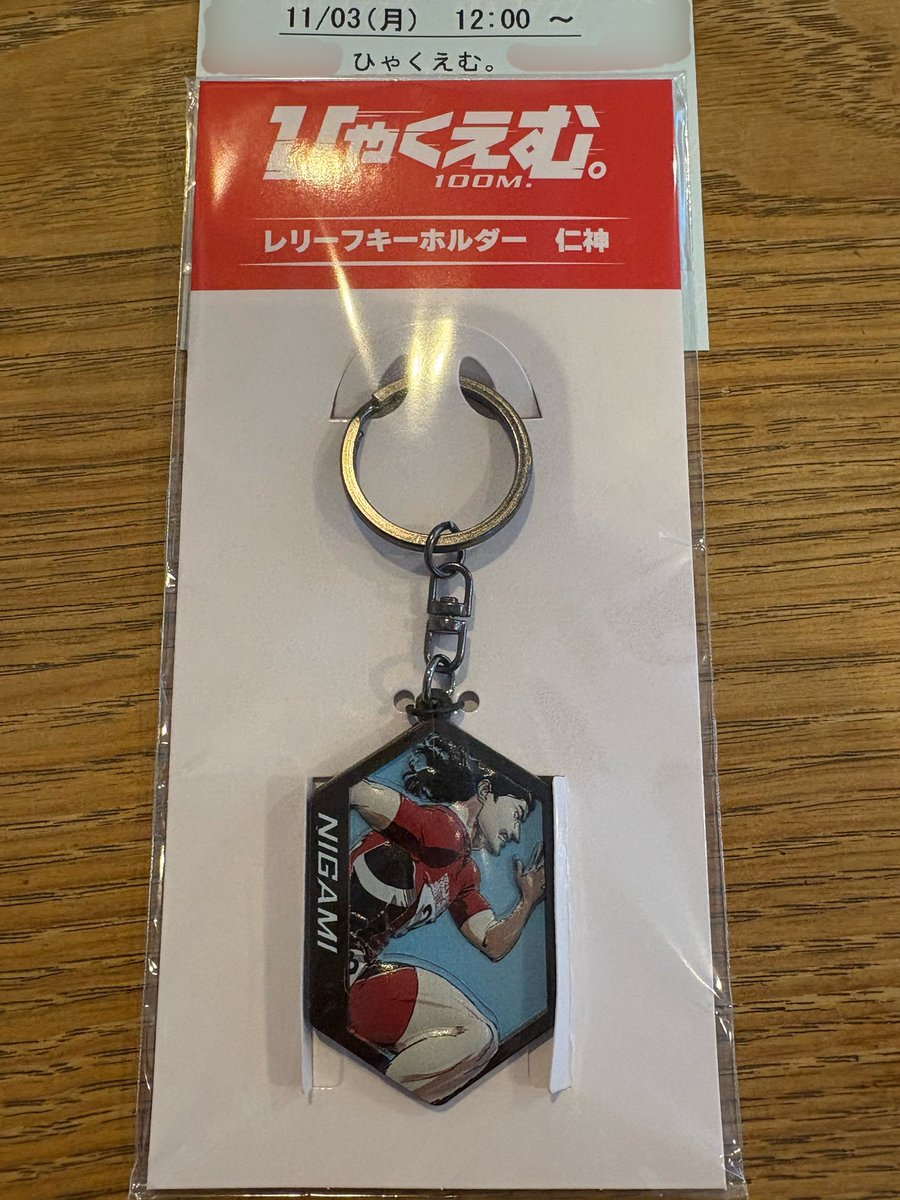 11/03(月) 12:00 ~
ひゃくえむ。
ひゃくえむ。
100M.
レリーフキーホルダー 仁神
NIGAMI